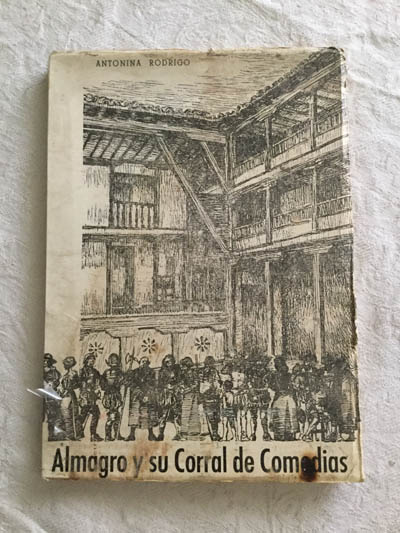 ANTONINA RODRIGO
Almagro y su Corral de Comedias